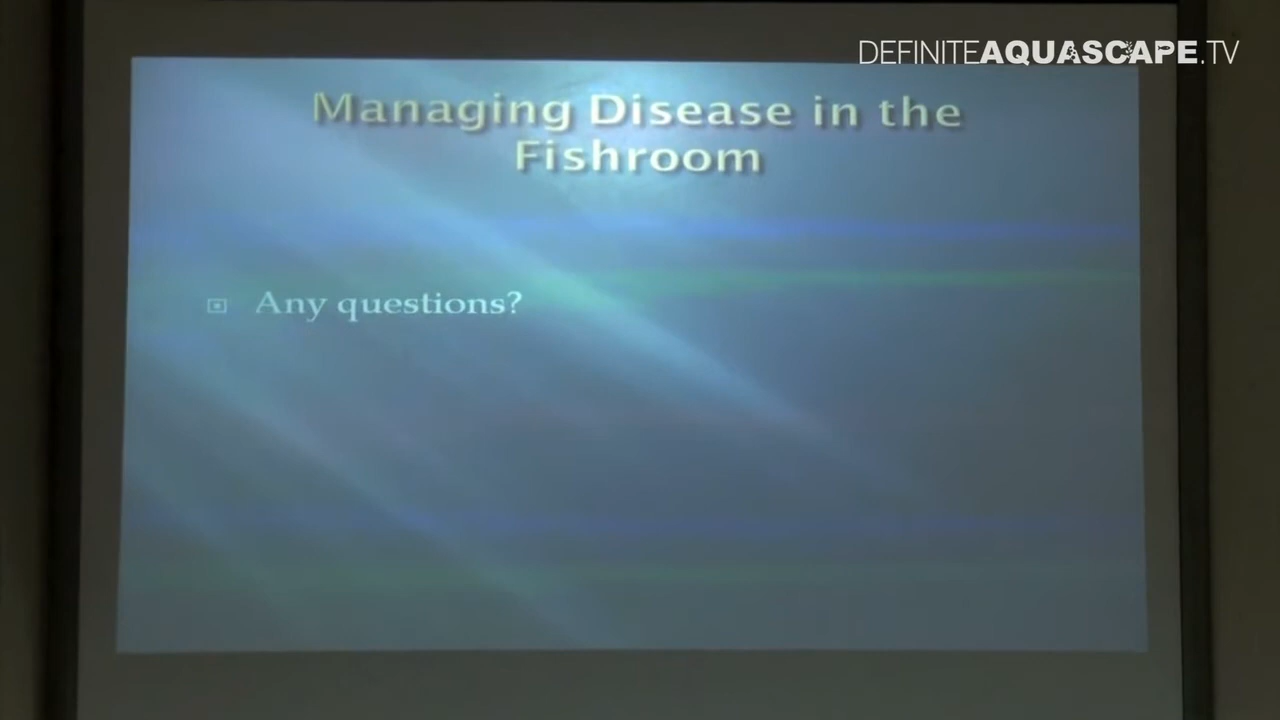 DEFINITEAQUASCAPE.TV
Managing Disease in the
Fishroom
Any questions?